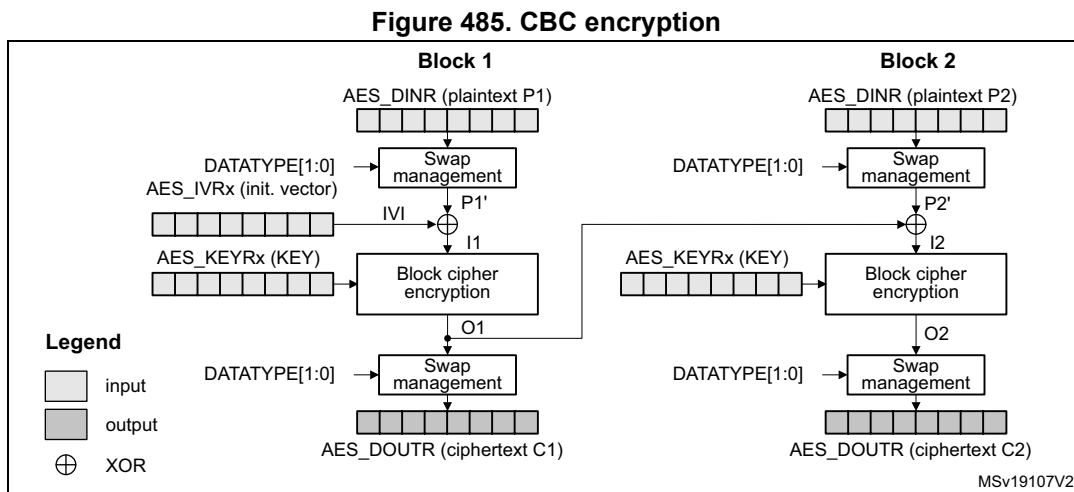 Figure 485. CBC encryption
Block 1
AES_DINR (plaintext P1)
DATATYPE[1:0]
Swap
management
AES_IVRx (init. vector)
P1'
IVI
I1
AES_KEYRx (KEY)
Block cipher
encryption
O1
DATATYPE[1:0]
Swap
management
AES_DOUTR (ciphertext C1)
Block 2
AES_DINR (plaintext P2)
DATATYPE[1:0]
Swap
management
P2'
I2
AES_KEYRx (KEY)
Block cipher
encryption
O2
DATATYPE[1:0]
Swap
management
AES_DOUTR (ciphertext C2)
Legend
input
output
XOR
MSv19107V2